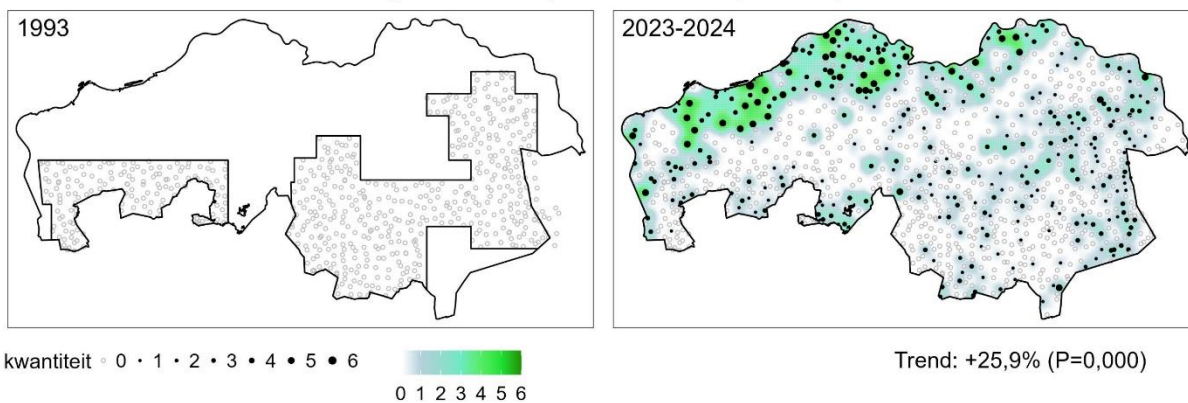 1993
2023-2024
kwantiteit 0 1 2 3 4 5 6
0 1 2 3 4 5 6
Trend: +25,9% (P=0,000)